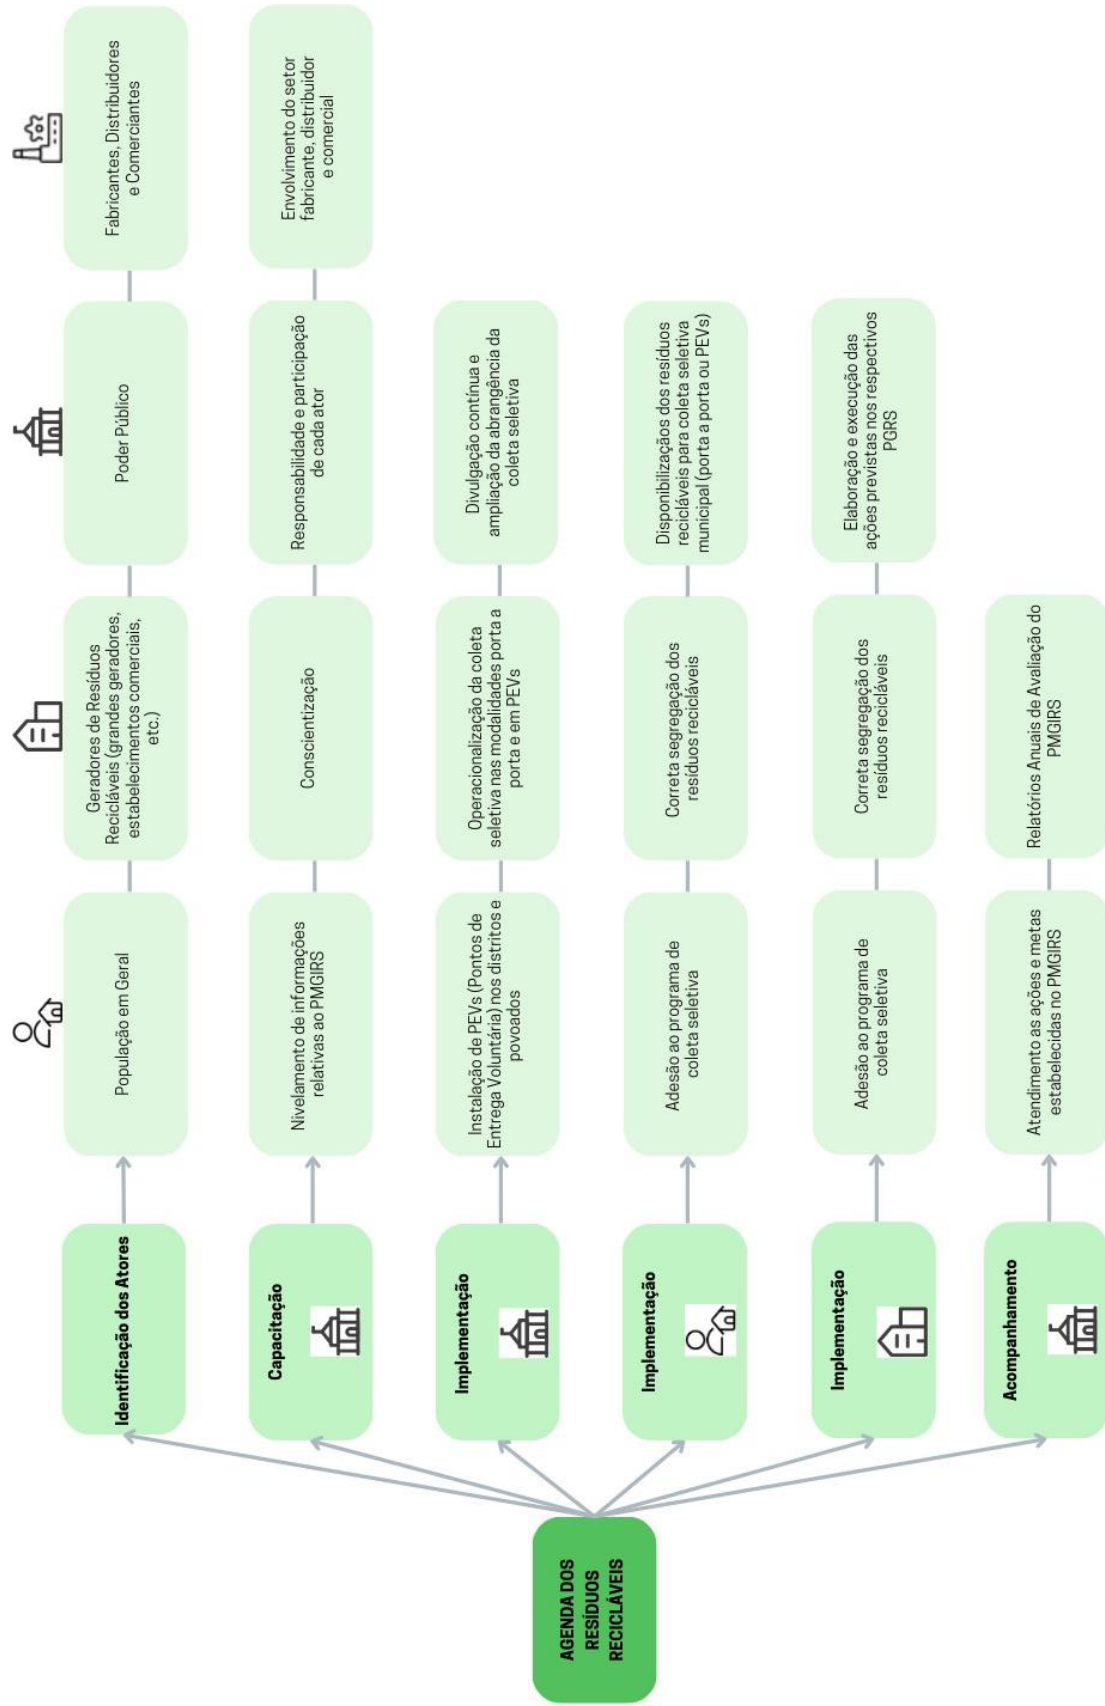 AGENDA DOS
RESÍDUOS
RECICLÁVEIS
Identificação dos Atores
População em Geral
Geradores de Resíduos
Recicláveis (grandes geradores,
estabelecimentos comerciais,
etc.)
Poder Público
Fabricantes, Distribuidores
e Comerciantes
Capacitação
Nivelamento de informações
relativas ao PMGIRS
Conscientização
Responsabilidade e participação
de cada ator
Envolvimento do setor
fabricante, distribuidor
e comercial
Implementação
Instalação de PEVs (Pontos de
Entrega Voluntária) nos distritos e
povoados
Operacionalização da coleta
seletiva nas modalidades porta a
porta e em PEVs
Divulgação contínua e
ampliação da abrangência da
coleta seletiva
Implementação
Adesão ao programa de
coleta seletiva
Correta segregação dos
resíduos recicláveis
Disponibilizaços dos resíduos
recicláveis para coleta seletiva
municipal (porta a porta ou PEVs)
Implementação
Adesão ao programa de
coleta seletiva
Correta segregação dos
resíduos recicláveis
Elaboração e execução das
ações previstas nos respectivos
PGRS
Acompanhamento
Atendimento as ações e metas
estabelecidas no PMGIRS
Relatórios Anuais de Avaliação do
PMGIRS